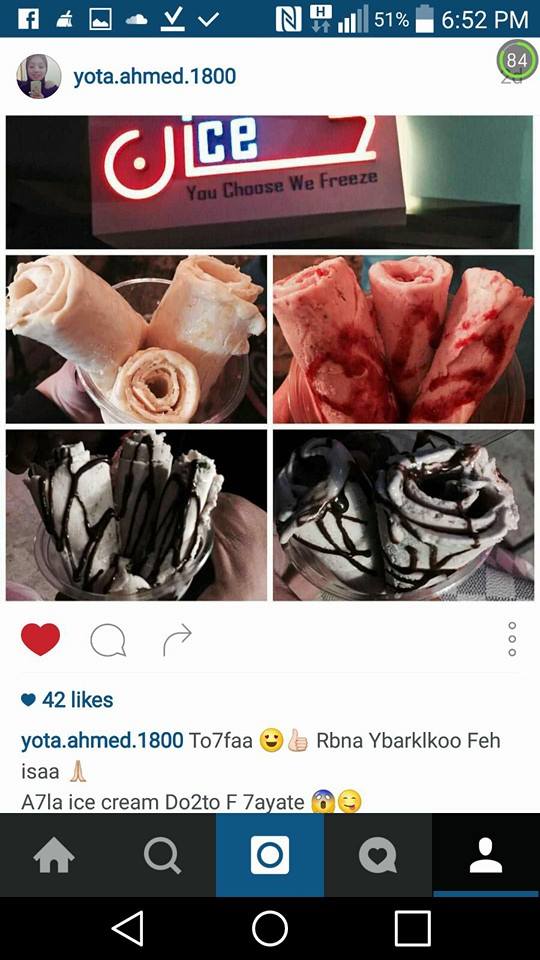 51% 6:52 PM
H
84
yota.ahmed.1800
ice
You Choose We Freeze
42 likes
yota.ahmed.1800 To7faa 😛👍🏻 Rbna Ybarklkoo Feh
isaa 🙏🏻
A7la ice cream Do2to F 7ayate 😱😋